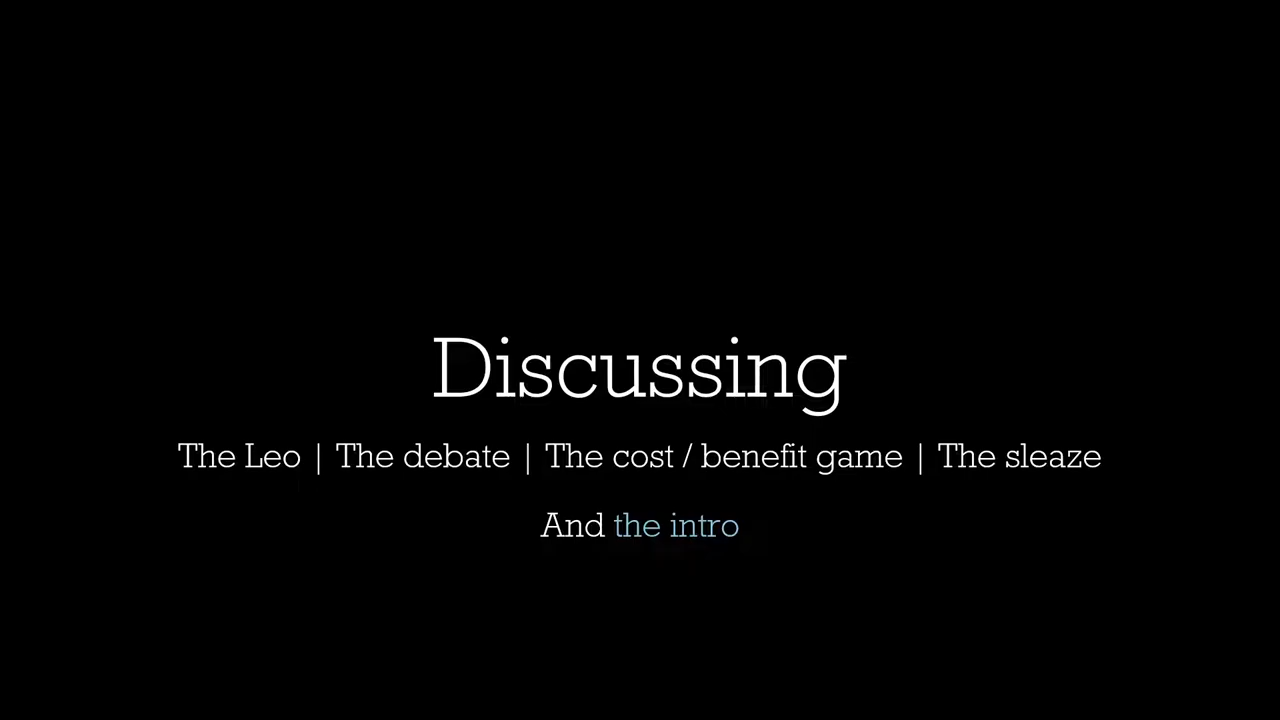 Discussing
The Leo | The debate | The cost / benefit game | The sleaze
And the intro